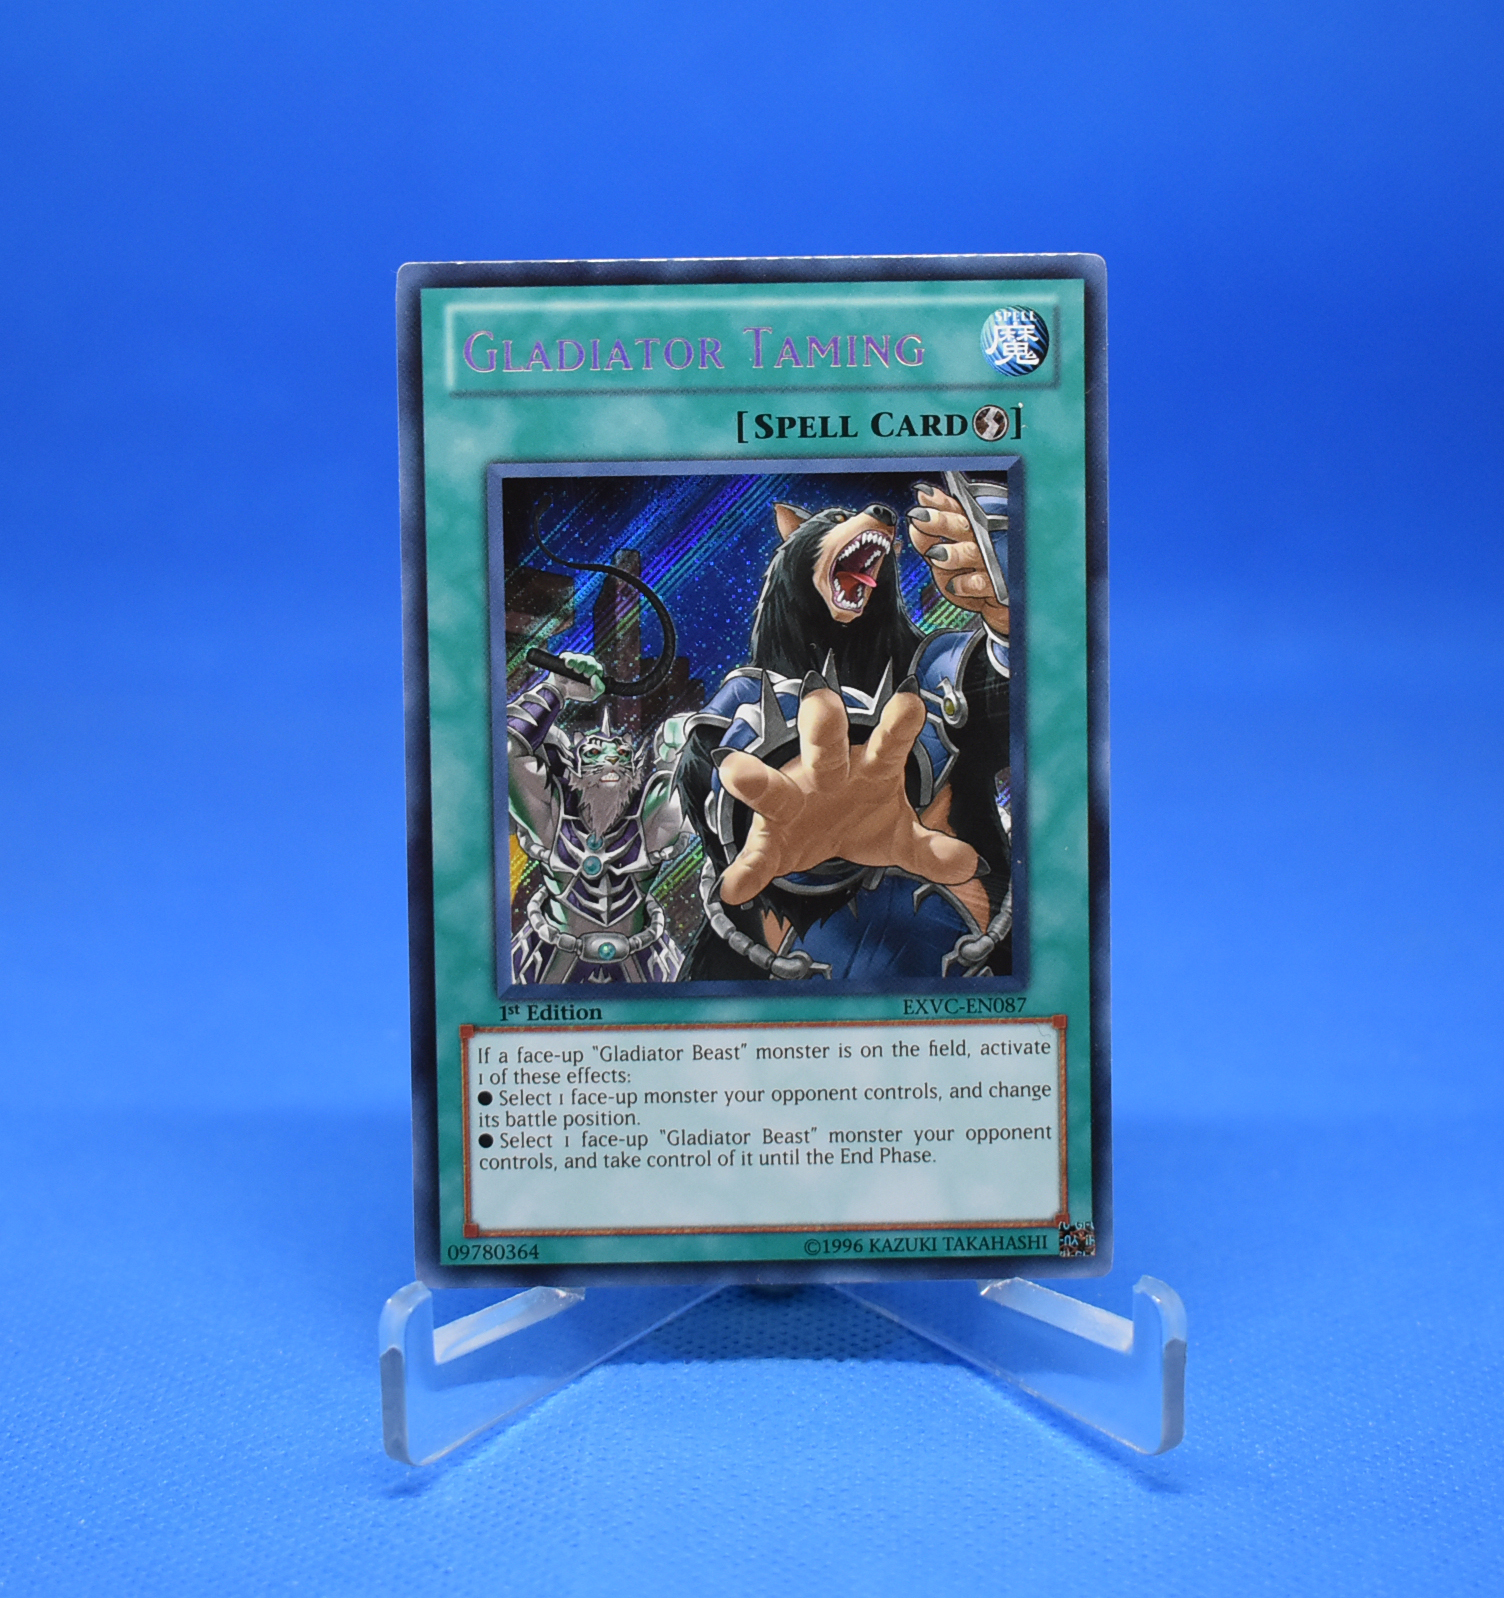 GLADIATOR TAMING
SPELL
魔
[SPELL CARD]
1st Edition
EXVC-EN087
If a face-up "Gladiator Beast" monster is on the field, activate
1 of these effects:
● Select 1 face-up monster your opponent controls, and change
its battle position.
● Select 1 face-up "Gladiator Beast" monster your opponent
controls, and take control of it until the End Phase.
09780364
©1996 KAZUKI TAKAHASHI